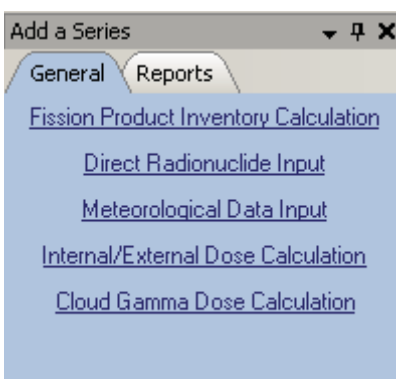 Add a Series
General Reports
Fission Product Inventory Calculation
Direct Radionuclide Input
Meteorological Data Input
Internal/External Dose Calculation
Cloud Gamma Dose Calculation